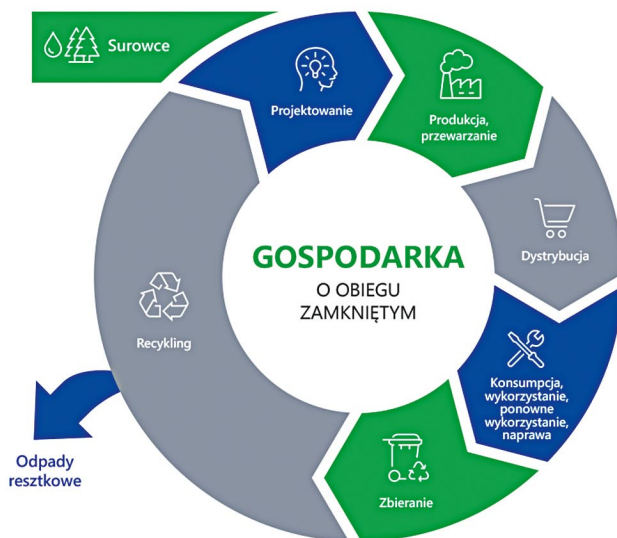 Surowce
Projektowanie
Produkcja,
przewarzanie
Dystrybucja
Konsumpcja,
wykorzystanie,
ponowne
wykorzystanie,
naprawa
Zbieranie
Recykling
Odpady
resztkowe
GOSPODARKA
O OBIEGU
ZAMKNIĘTYM